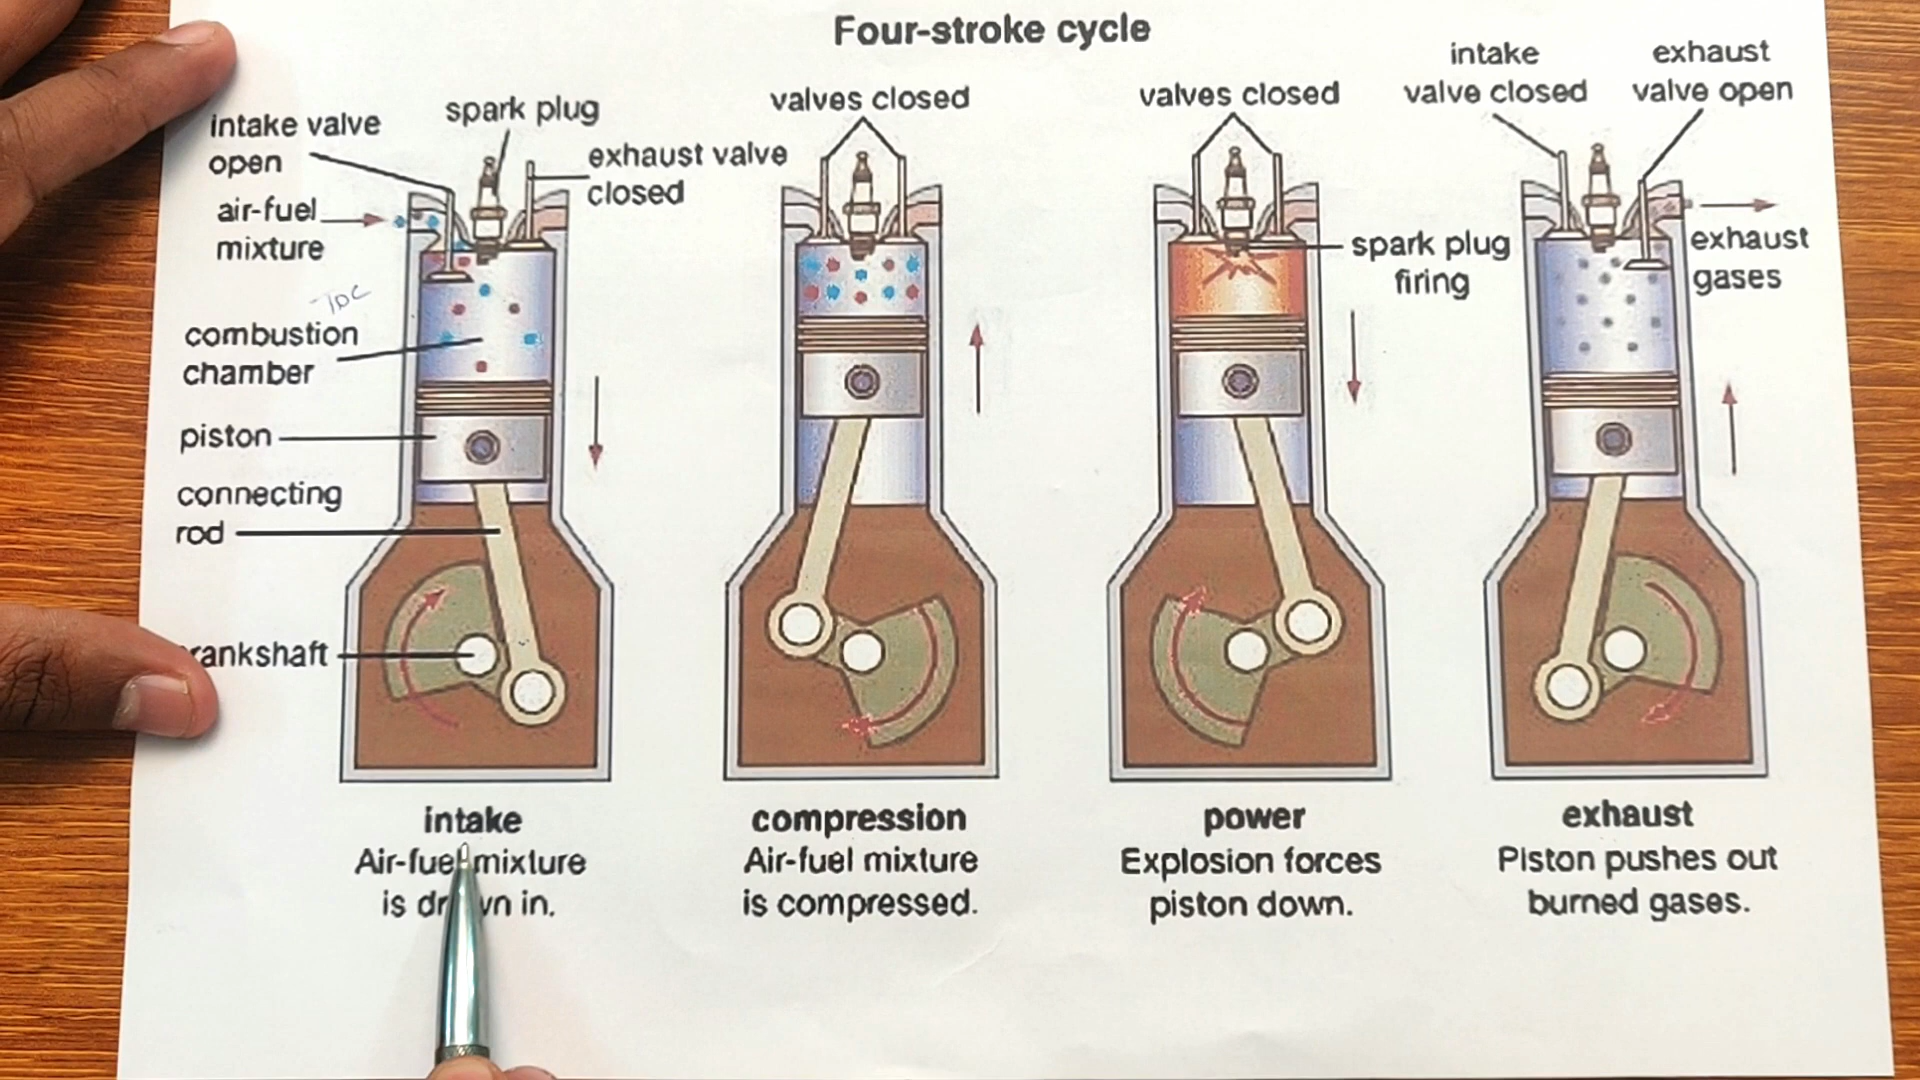 Four-stroke cycle
intake valve
open
spark plug
exhaust valve
closed
air-fuel
mixture
TDC
combustion
chamber
piston
connecting
rod
rankshaft
intake
Air-fuel mixture
is drawn in.
valves closed
compression
Air-fuel mixture
is compressed.
valves closed
spark plug
firing
power
Explosion forces
piston down.
intake
valve closed
exhaust
valve open
exhaust
gases
exhaust
Piston pushes out
burned gases.